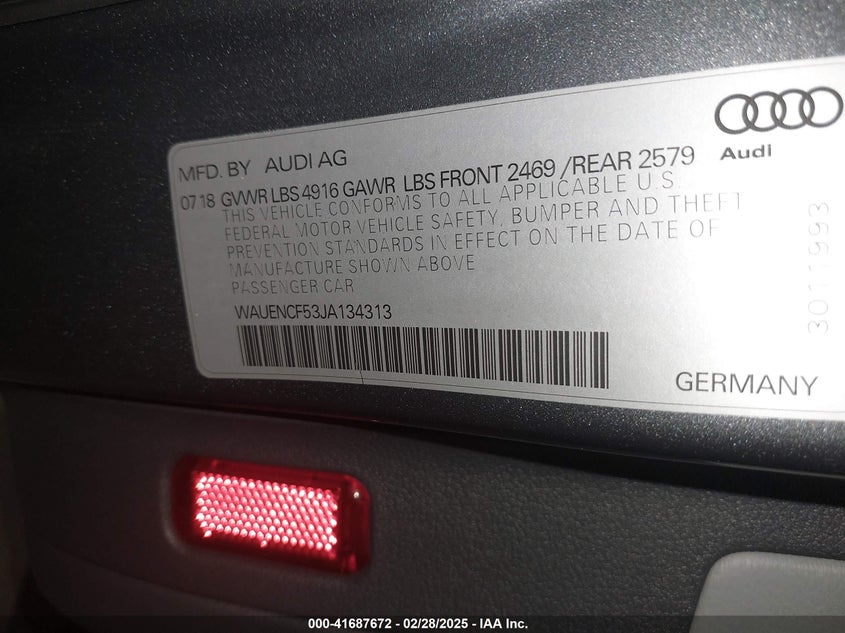 MFD. BY AUDI AG
Audi
07 18 GVWR LBS 4916 GAWR LBS FRONT 2469 /REAR 2579
THIS VEHICLE CONFORMS TO ALL APPLICABLE U.S.
FEDERAL MOTOR VEHICLE SAFETY, BUMPER AND THEFT
PREVENTION STANDARDS IN EFFECT ON THE DATE OF
MANUFACTURE SHOWN ABOVE
PASSENGER CAR
WAUENCF53JA134313
3011993
GERMANY
000-41687672 / 02/28/2025 - IAA Inc.